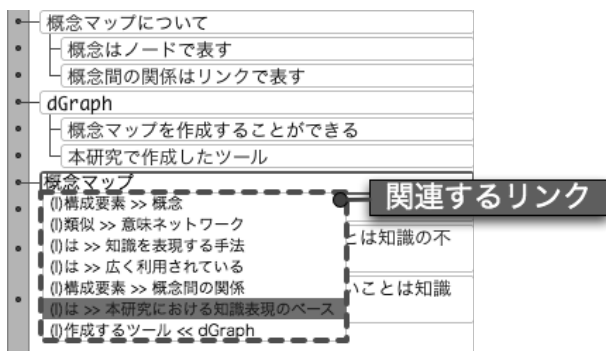 概念マップについて
概念はノードで表す
概念間の関係はリンクで表す
dGraph
概念マップを作成することができる
本研究で作成したツール
概念マップ
関連するリンク
(l)構成要素 >> 概念
(l)類似 >> 意味ネットワーク
とは知識の不
(l)は >> 知識を表現する手法
(l)は >> 広く利用されている
(l)構成要素 >> 概念間の関係
いことは知識
(l)は >> 本研究における知識表現のベース
(l)作成するツール << dGraph